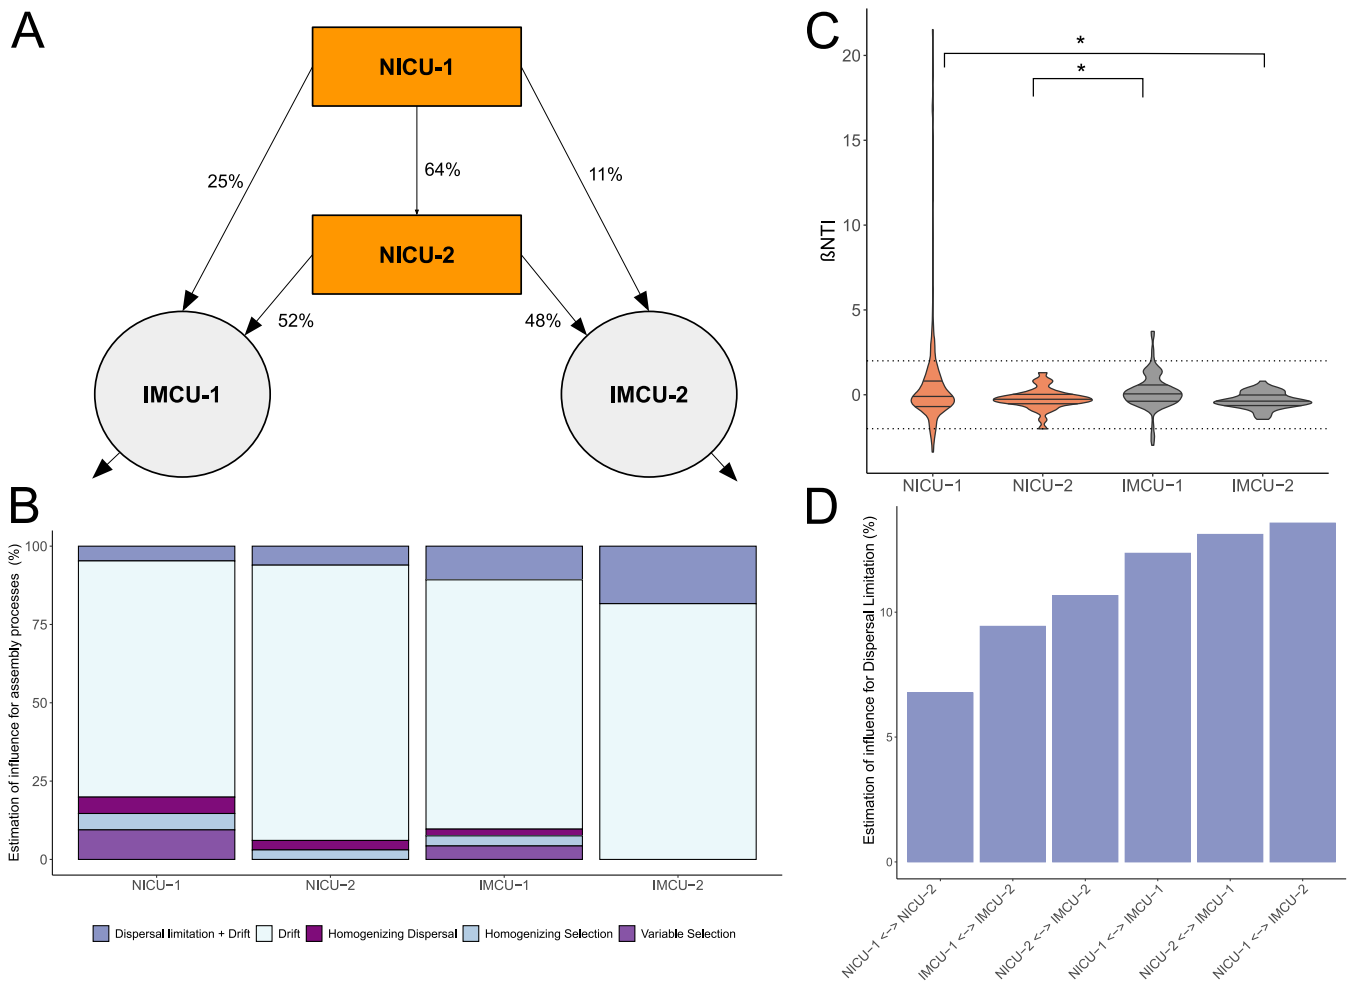 A
NICU-1
25%
64%
11%
NICU-2
52%
48%
IMCU-1
IMCU-2
B
Estimation of influence for assembly processes (%)
100
75
50
25
0
NICU−1
NICU−2
IMCU−1
IMCU−2
Dispersal limitation + Drift
Drift
Homogenizing Dispersal
Homogenizing Selection
Variable Selection
C
ßNTI
20
15
10
5
0
*
*
NICU−1
NICU−2
IMCU−1
IMCU−2
D
Estimation of influence for Dispersal Limitation (%)
10
5
0
NICU−1 <−> NICU−2
IMCU−1 <−> IMCU−2
NICU−2 <−> IMCU−2
NICU−1 <−> IMCU−1
NICU−2 <−> IMCU−1
NICU−1 <−> IMCU−2